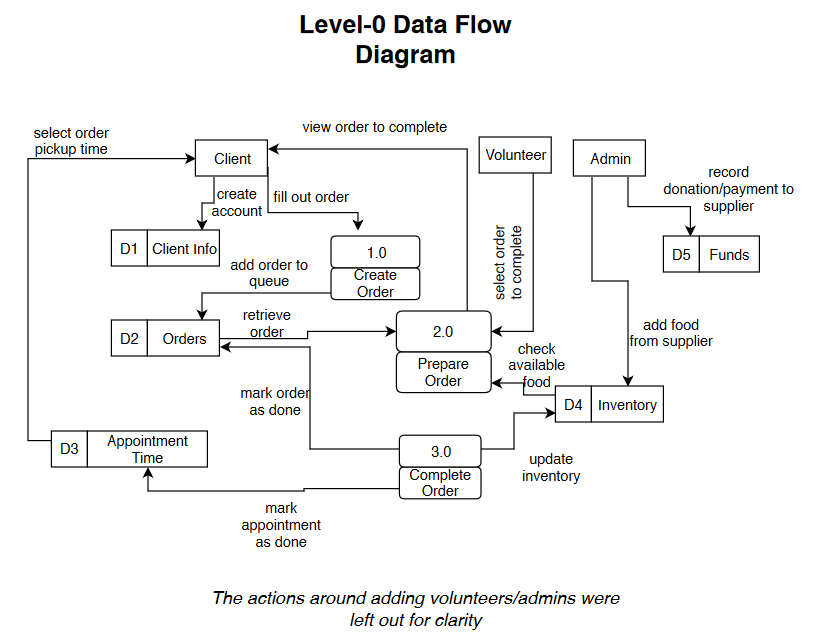 Level-0 Data Flow
Diagram
view order to complete
select order
pickup time
Client
Volunteer
Admin
record
donation/payment to
supplier
create
account
fill out order
D1
Client Info
1.0
Create
Order
select order
to complete
D5
Funds
add order to
queue
D2
Orders
retrieve
order
2.0
Prepare
Order
add food
from supplier
check
available
food
mark order
as done
D4
Inventory
D3
Appointment
Time
3.0
Complete
Order
update
inventory
mark
appointment
as done
The actions around adding volunteers/admins were
left out for clarity